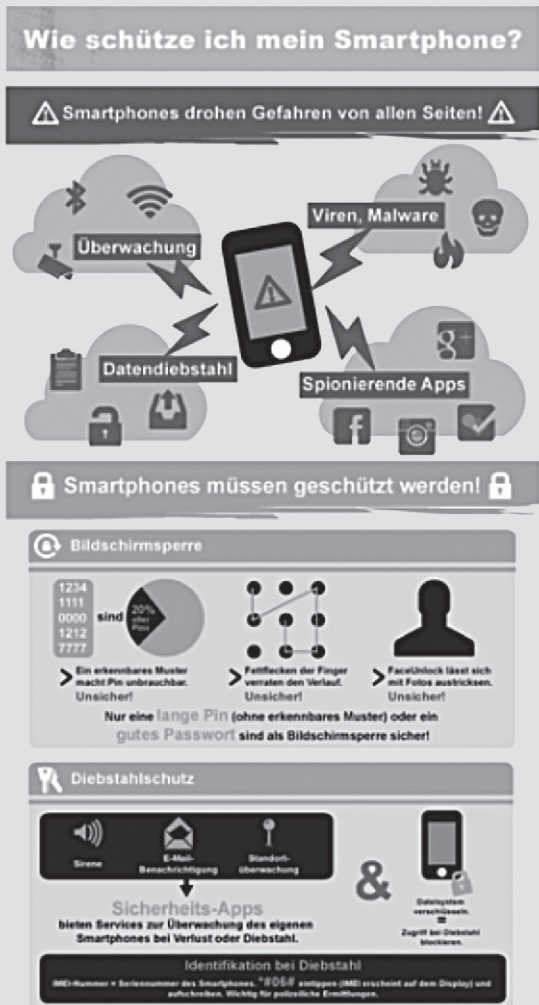 Wie schütze ich mein Smartphone?
Smartphones drohen Gefahren von allen Seiten!
Viren, Malware
Überwachung
Datendiebstahl
Spionierende Apps
g+
f
Smartphones müssen geschützt werden!
Bildschirmsperre
1234
1111
0000
1212
7777
sind
20%
aller
Pins
Ein erkennbares Muster
macht Pin unbrauchbar.
Unsicher!
Fettflecken der Finger
verraten den Verlauf.
Unsicher!
FaceUnlock lässt sich
mit Fotos austricksen.
Unsicher!
Nur eine lange Pin (ohne erkennbares Muster) oder ein
gutes Passwort sind als Bildschirmsperre sicher!
Diebstahlschutz
Sirene
E-Mail-
Benachrichtigung
Standort-
überwachung
&
Sicherheits-Apps
bieten Services zur Überwachung des eigenen
Smartphones bei Verlust oder Diebstahl.
Dateisystem
verschlüsseln.
=
Zugriff bei Diebstahl
blockieren.
Identifikation bei Diebstahl
IMEI-Nummer = Seriennummer des Smartphones. *#06# eintippen (IMEI erscheint auf dem Display) und
aufschreiben. Wichtig für polizeiliche Ermittlungen.